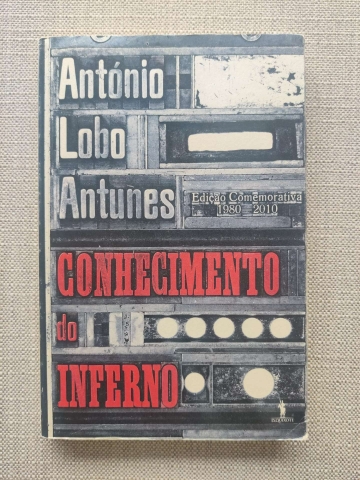 António
Lobo
Antunes
Edição Comemorativa
1980 - 2010
CONHECIMENTO
do
INFERNO